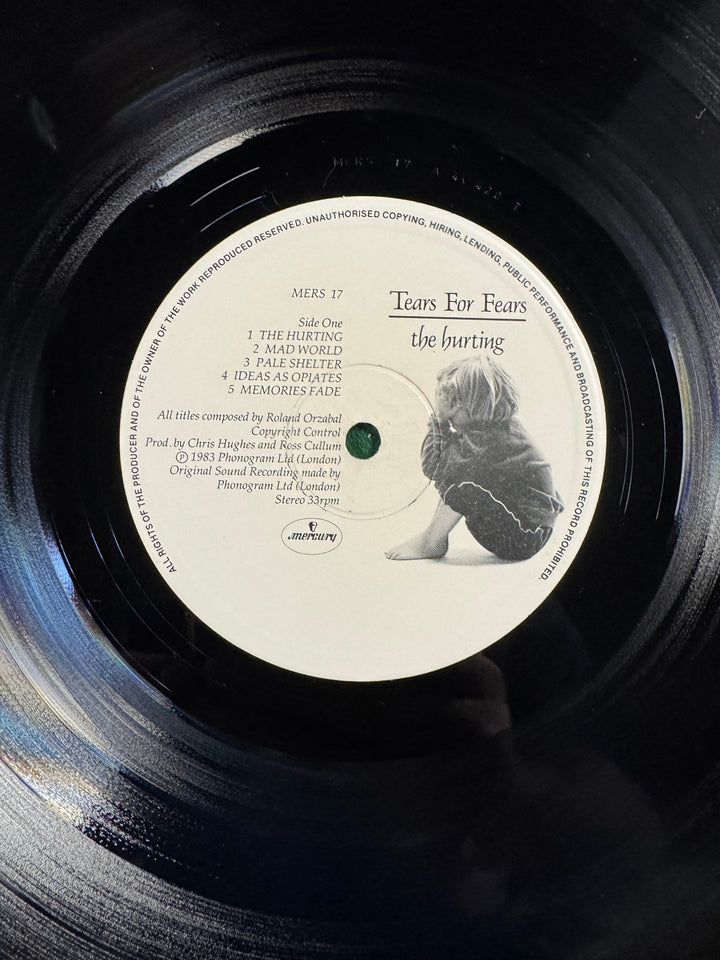 MERS 17 A
ALL RIGHTS OF THE PRODUCER AND OF THE OWNER OF THE WORK REPRODUCED RESERVED. UNAUTHORISED COPYING, HIRING, LENDING, PUBLIC PERFORMANCE AND BROADCASTING OF THIS RECORD PROHIBITED.
MERS 17
Tears For Fears
the hurting
Side One
1 THE HURTING
2 MAD WORLD
3 PALE SHELTER
4 IDEAS AS OPIATES
5 MEMORIES FADE
All titles composed by Roland Orzabal
Copyright Control
Prod. by Chris Hughes and Ross Cullum
℗ 1983 Phonogram Ltd (London)
Original Sound Recording made by
Phonogram Ltd (London)
Stereo 33rpm
mercury